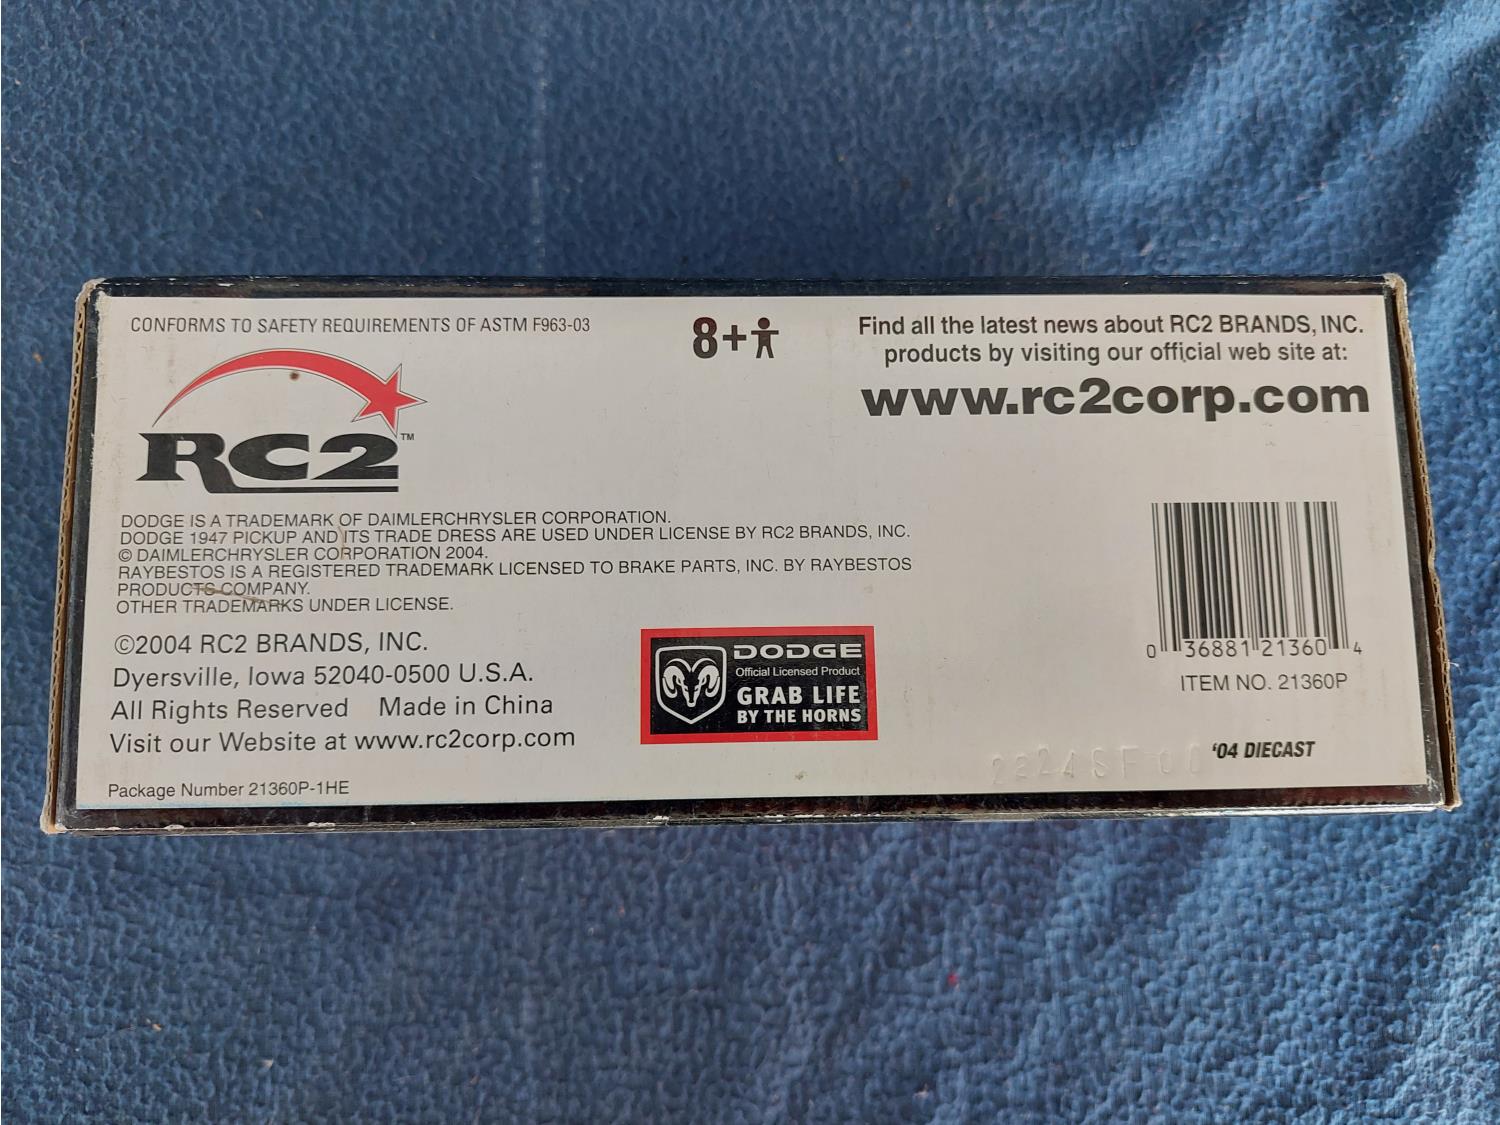 CONFORMS TO SAFETY REQUIREMENTS OF ASTM F963-03
8+
Find all the latest news about RC2 BRANDS, INC.
products by visiting our official web site at:
www.rc2corp.com
RC2™
DODGE IS A TRADEMARK OF DAIMLERCHRYSLER CORPORATION.
DODGE 1947 PICKUP AND ITS TRADE DRESS ARE USED UNDER LICENSE BY RC2 BRANDS, INC.
© DAIMLERCHRYSLER CORPORATION 2004.
RAYBESTOS IS A REGISTERED TRADEMARK LICENSED TO BRAKE PARTS, INC. BY RAYBESTOS
PRODUCTS COMPANY.
OTHER TRADEMARKS UNDER LICENSE.
©2004 RC2 BRANDS, INC.
Dyersville, Iowa 52040-0500 U.S.A.
All Rights Reserved Made in China
Visit our Website at www.rc2corp.com
Package Number 21360P-1HE
DODGE
Official Licensed Product
GRAB LIFE
BY THE HORNS
0 36881 21360 4
ITEM NO. 21360P
'04 DIECAST